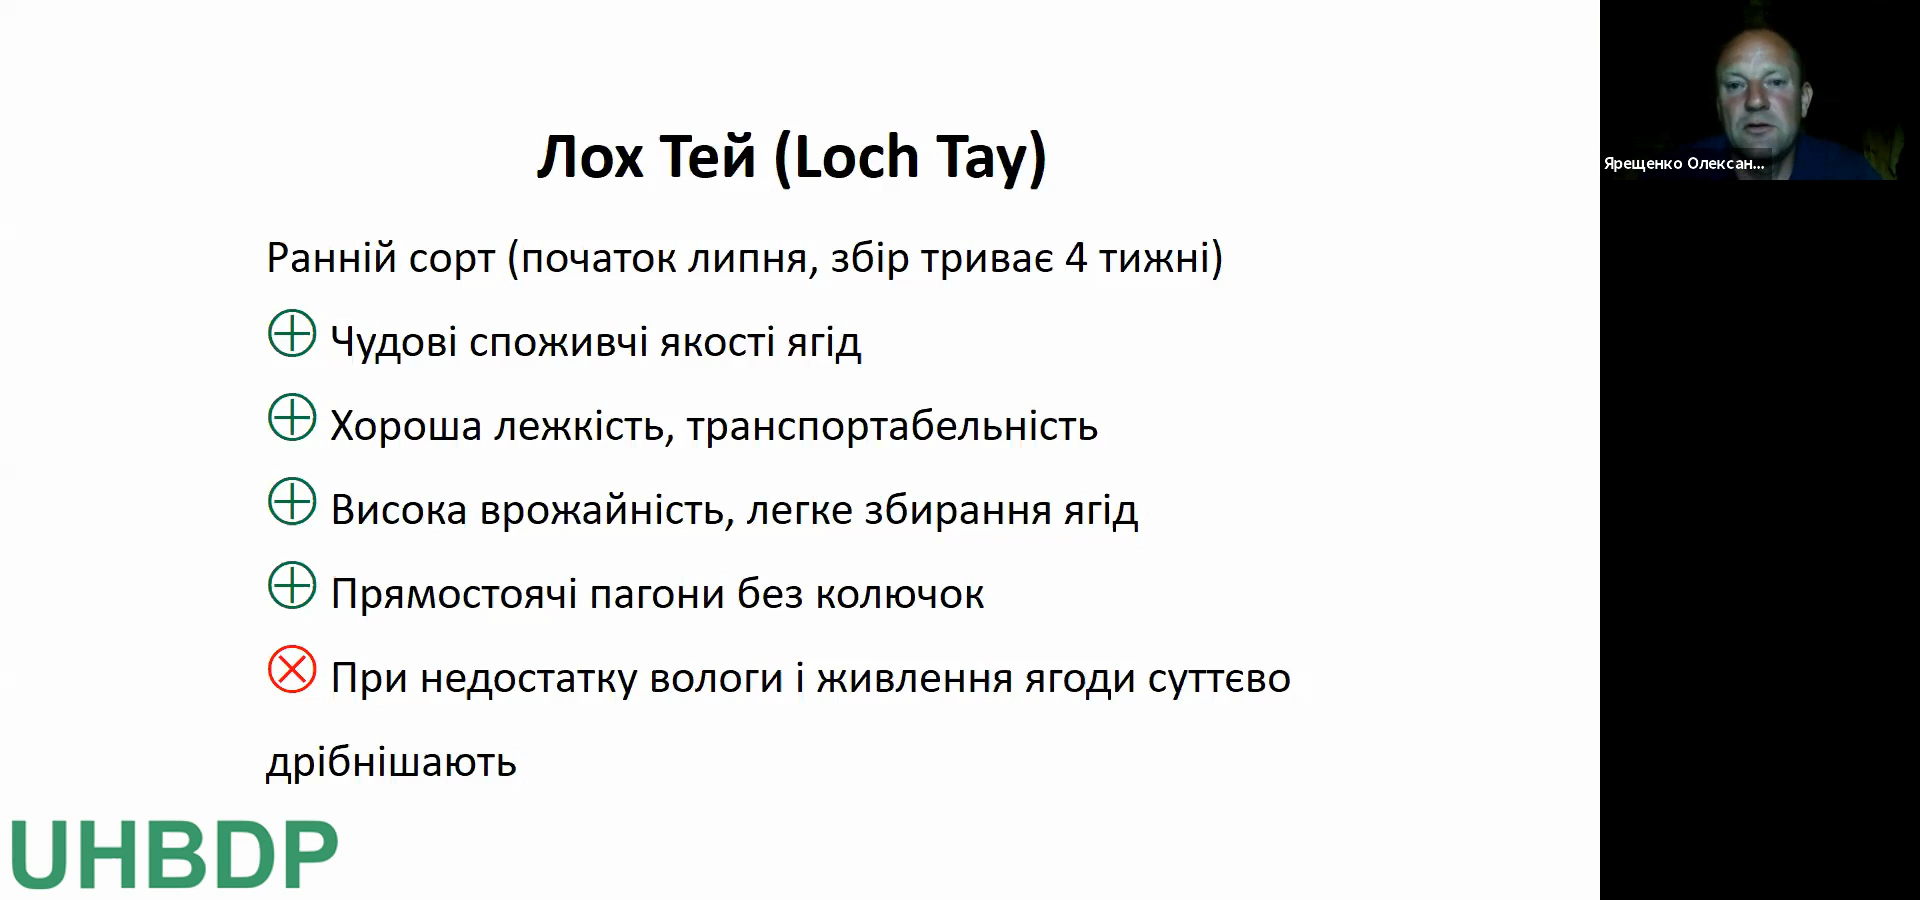 Лох Тей (Loch Tay)
Ранній сорт (початок липня, збір триває 4 тижні)
Чудові споживчі якості ягід
Хороша лежкість, транспортабельність
Висока врожайність, легке збирання ягід
Прямостоячі пагони без колючок
При недостатку вологи і живлення ягоди суттєво
дрібнішають
UHBDP
Ярещенко Олексан...